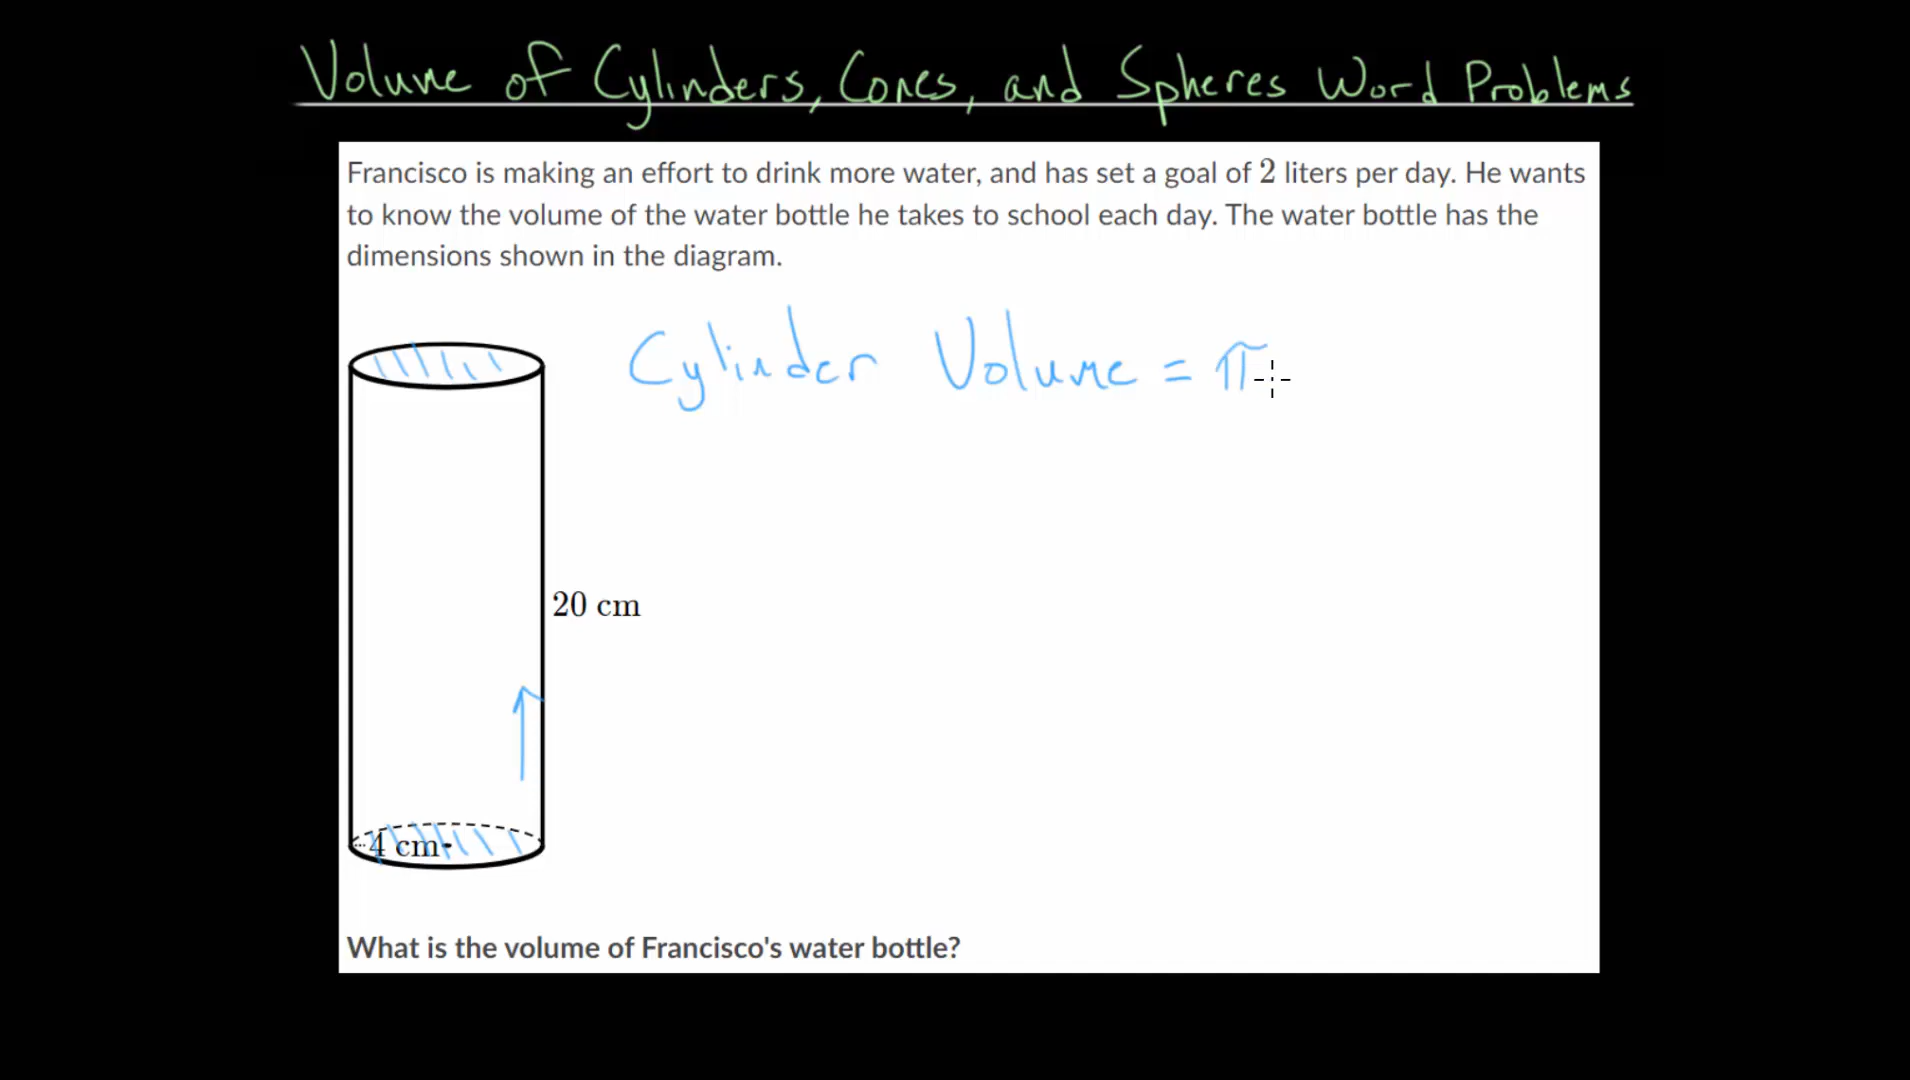 Volume of Cylinders, Cones, and Spheres Word Problems
Francisco is making an effort to drink more water, and has set a goal of 2 liters per day. He wants
to know the volume of the water bottle he takes to school each day. The water bottle has the
dimensions shown in the diagram.
Cylinder Volume = π
20 cm
4 cm
What is the volume of Francisco's water bottle?